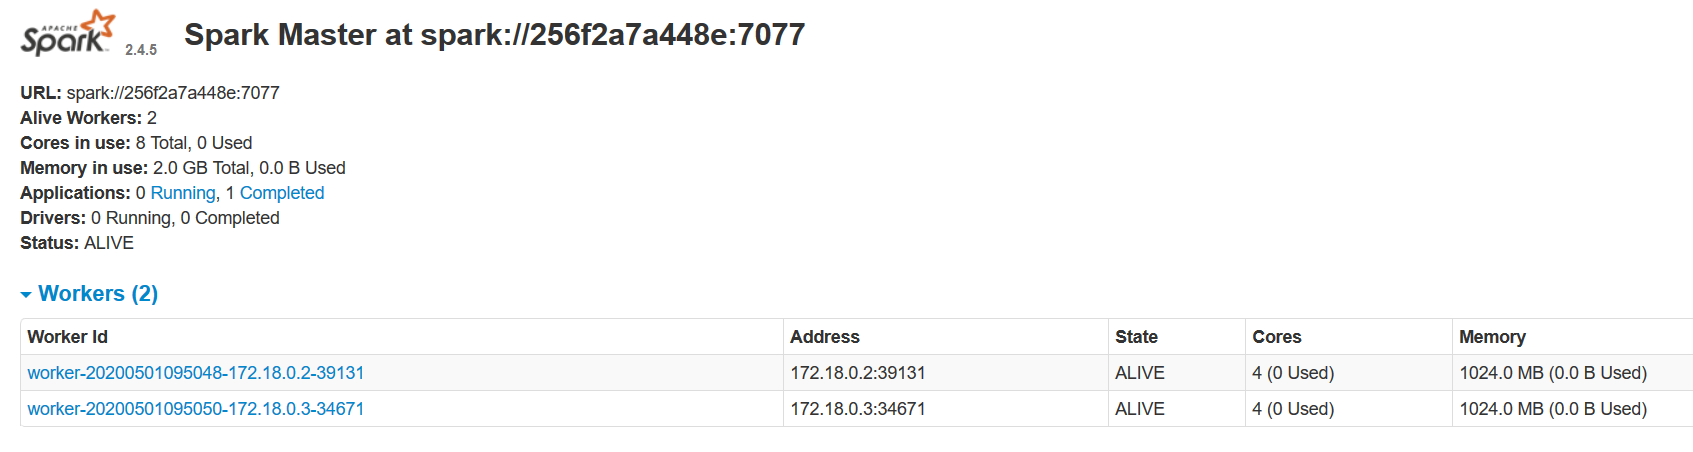 APACHE
Spark 2.4.5 Spark Master at spark://256f2a7a448e:7077
URL: spark://256f2a7a448e:7077
Alive Workers: 2
Cores in use: 8 Total, 0 Used
Memory in use: 2.0 GB Total, 0.0 B Used
Applications: 0 Running, 1 Completed
Drivers: 0 Running, 0 Completed
Status: ALIVE
Workers (2)
Worker Id Address State Cores Memory
worker-20200501095048-172.18.0.2-39131 172.18.0.2:39131 ALIVE 4 (0 Used) 1024.0 MB (0.0 B Used)
worker-20200501095050-172.18.0.3-34671 172.18.0.3:34671 ALIVE 4 (0 Used) 1024.0 MB (0.0 B Used)